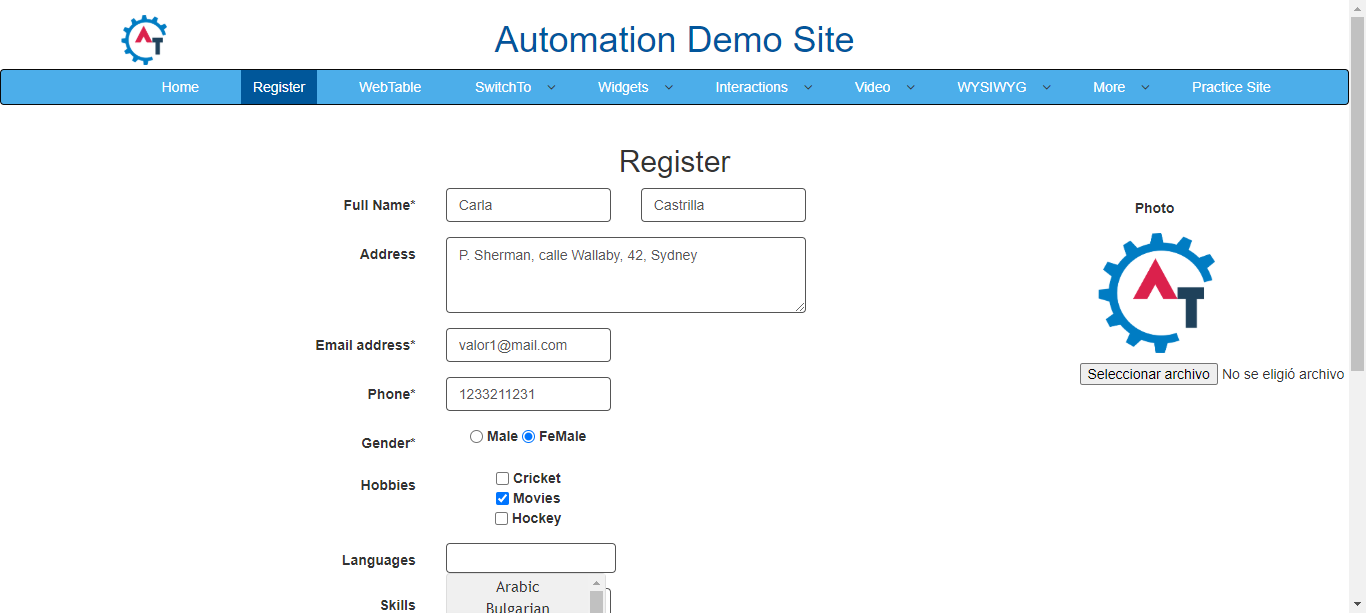 AT
Automation Demo Site
Home Register WebTable SwitchTo Widgets Interactions Video WYSIWYG More Practice Site
Register
Full Name* Carla Castrilla
Photo
Address P. Sherman, calle Wallaby, 42, Sydney
AT
Email address* valor1@mail.com
Seleccionar archivo No se eligió archivo
Phone* 1233211231
Gender* Male FeMale
Hobbies Cricket
Movies
Hockey
Languages
Arabic
Skills Bulgarian